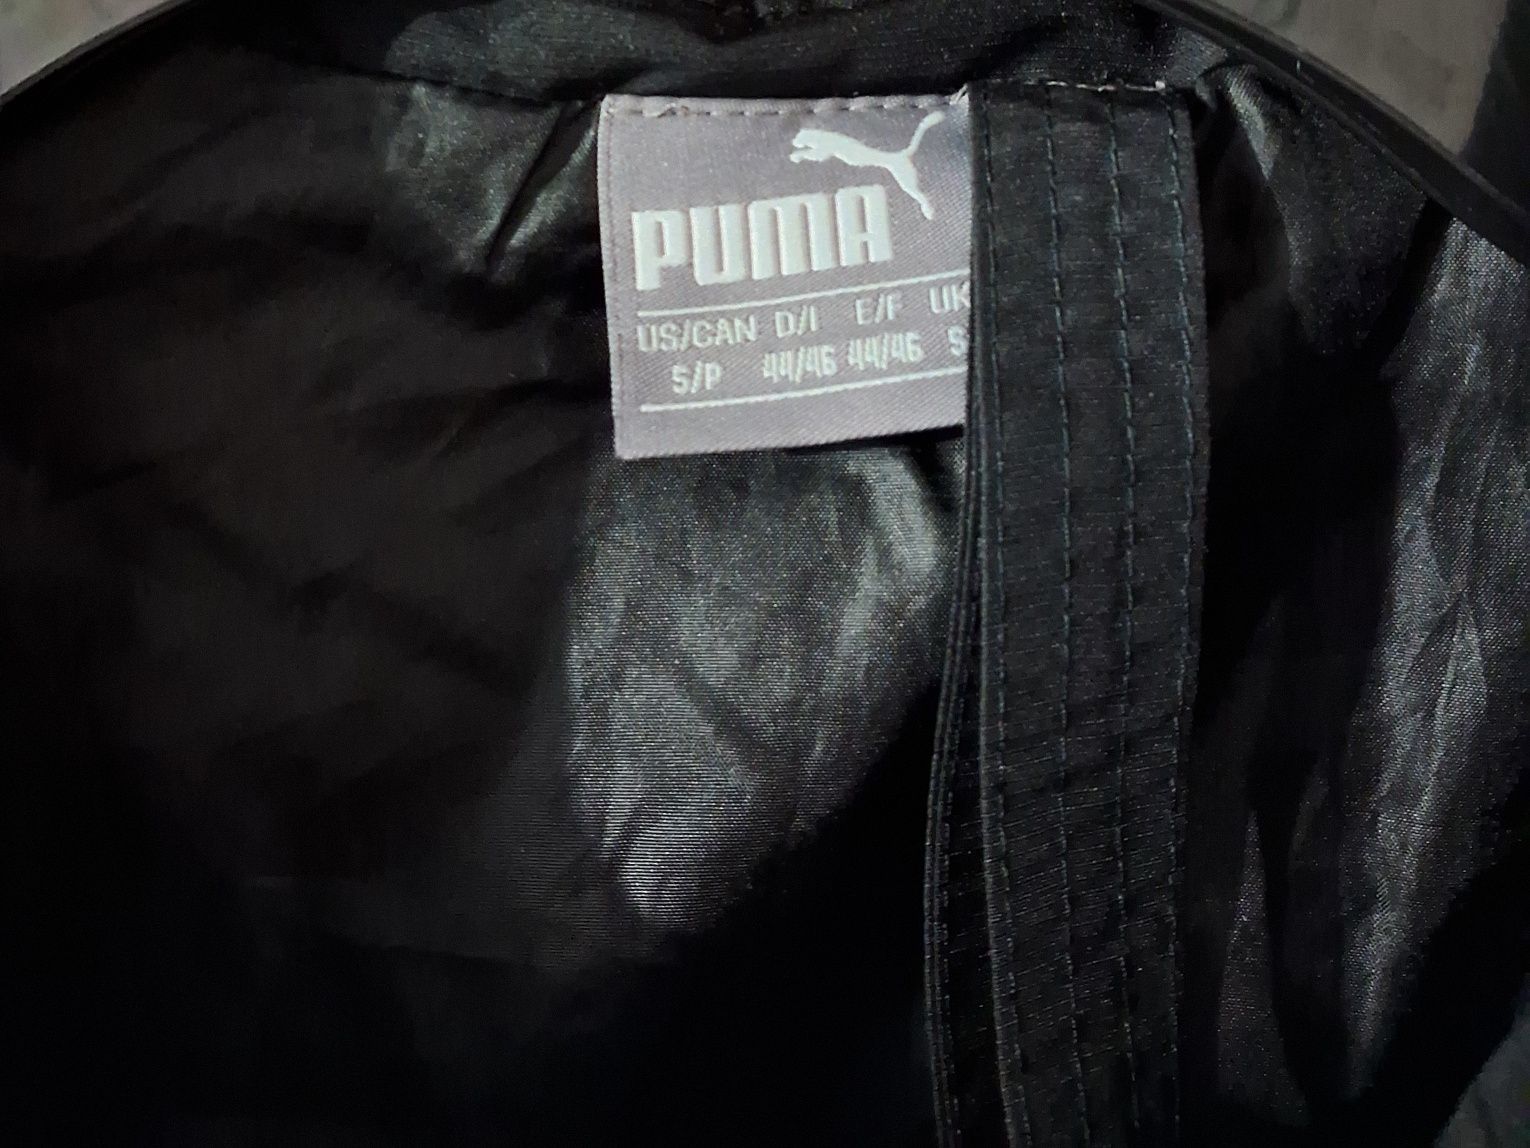 PUMA
US/CAN D/I E/F UK
S/P 44/46 44/46 S